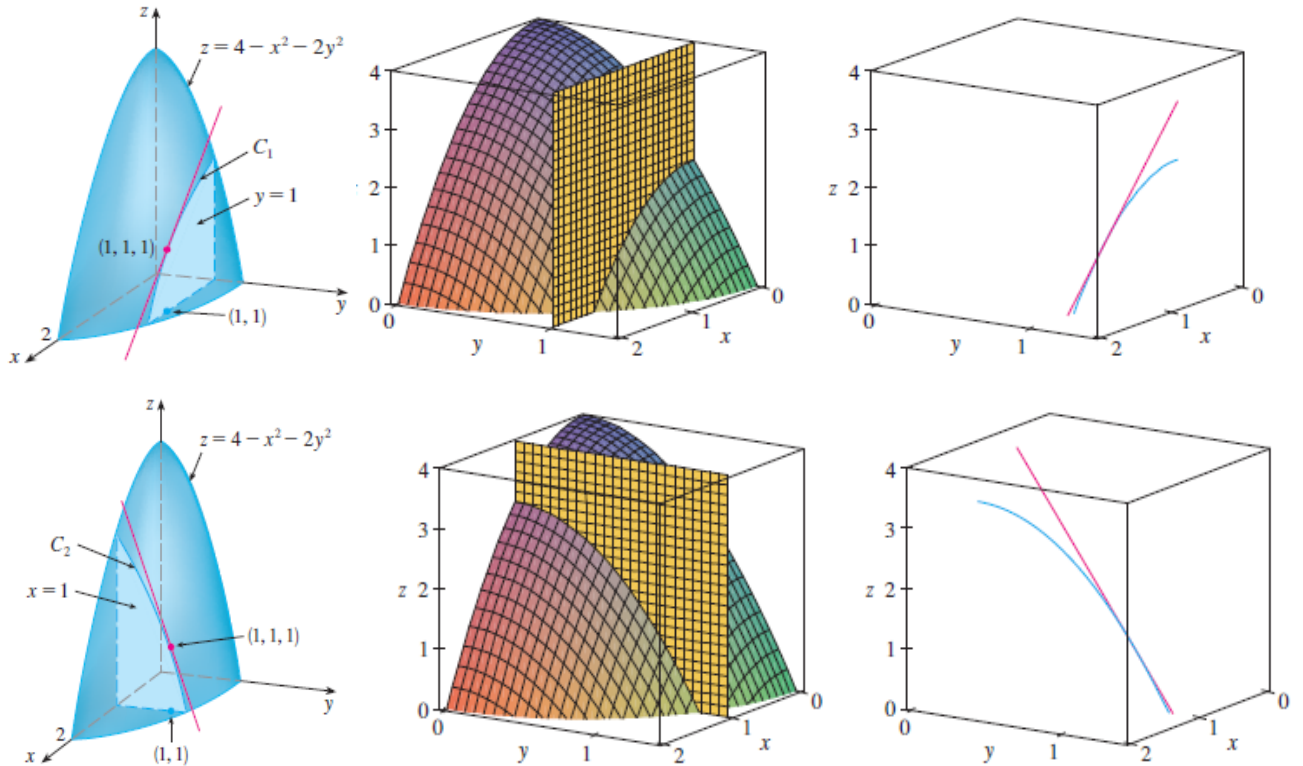 z
z = 4 − x² − 2y²
C₁
y = 1
(1, 1, 1)
(1, 1)
2
x
y
4
3
2
1
0
0
y
1
2
x
1
0
4
3
z 2
1
0
0
y
1
2
x
1
0
z
z = 4 − x² − 2y²
C₂
x = 1
(1, 1, 1)
2
x
(1, 1)
y
4
3
z 2
1
0
0
y
1
2
x
1
0
4
3
z 2
1
0
0
y
1
2
x
1
0